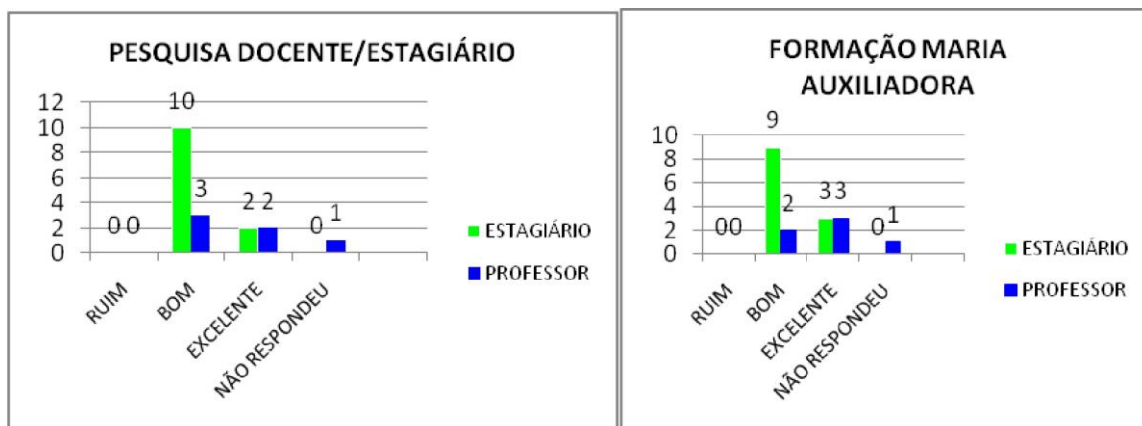 PESQUISA DOCENTE/ESTAGIÁRIO
12
10
8
6
4
2
0
0 0
10
3
2 2
0
1
RUIM
BOM
EXCELENTE
NÃO RESPONDEU
ESTAGIÁRIO
PROFESSOR
FORMAÇÃO MARIA
AUXILIADORA
10
8
6
4
2
0
00
9
2
33
0
1
RUIM
BOM
EXCELENTE
NÃO RESPONDEU
ESTAGIÁRIO
PROFESSOR